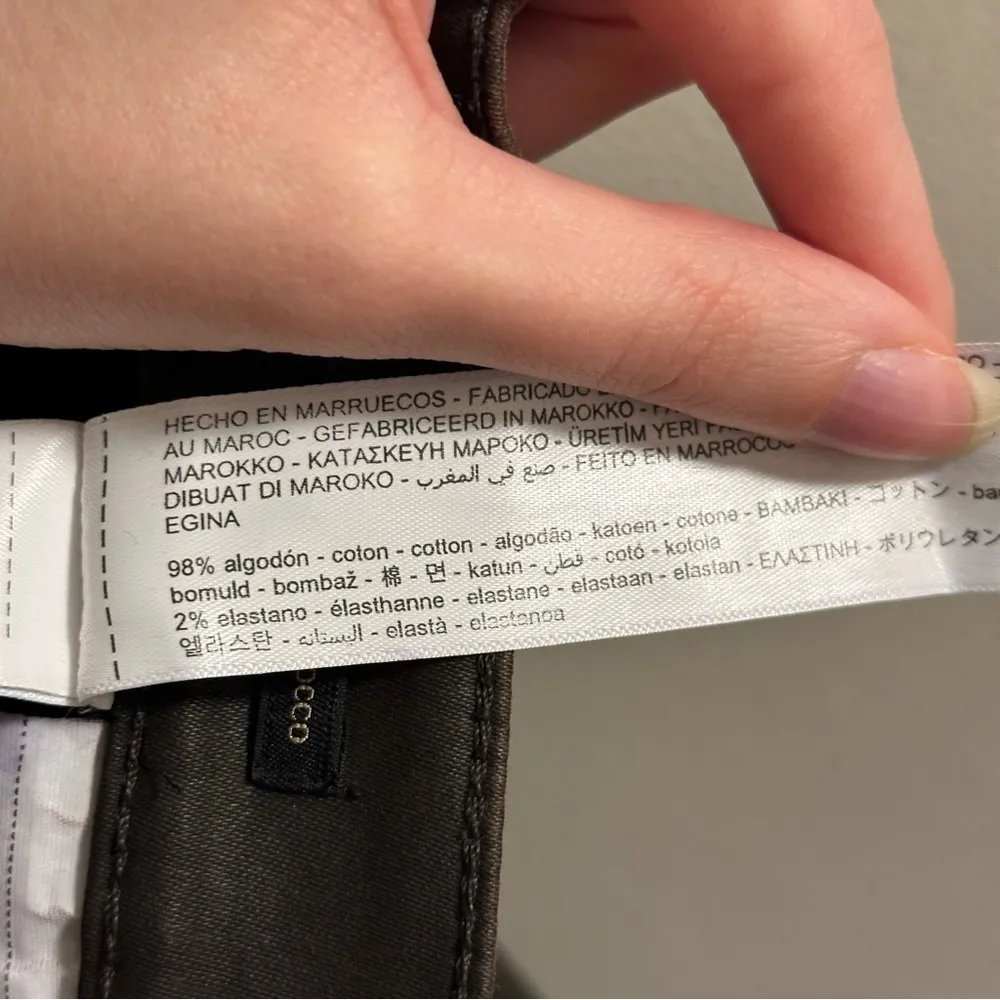 HECHO EN MARRUECOS - FABRICADO
AU MAROC - GEFABRICEERD IN MAROKKO -
MAROKKO - ΚΑΤΑΣΚΕΥΗ ΜΑΡΟΚΟ - ÜRETİM YERİ
DIBUAT DI MAROKO - صنع في المغرب - FEITO EN MARROCOS
EGINA
98% algodón - coton - cotton - algodão - katoen - cotone - BAMBAKI - コットン -
bomuld - bombaž - 棉 - 면 - katun - قطن - cotó - kotoia
2% elastano - élasthanne - elastane - elastaan - elastan - ΕΛΑΣΤΙΝΗ - ポリウレタン
엘라스탄 - البستانه - elastà - elastanoa